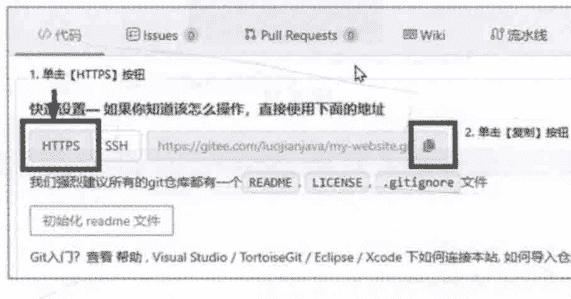 代码 Issues 0 Pull Requests 0 Wiki 流水线
1. 单击【HTTPS】按钮
快速设置— 如果你知道该怎么操作，直接使用下面的地址
HTTPS SSH https://gitee.com/luojianjava/my-website.g
2. 单击【复制】按钮
我们强烈建议所有的git仓库都有一个 README , LICENSE , .gitignore 文件
初始化 readme 文件
Git入门? 查看 帮助 , Visual Studio / TortoiseGit / Eclipse / Xcode 下如何连接本站, 如何导入仓